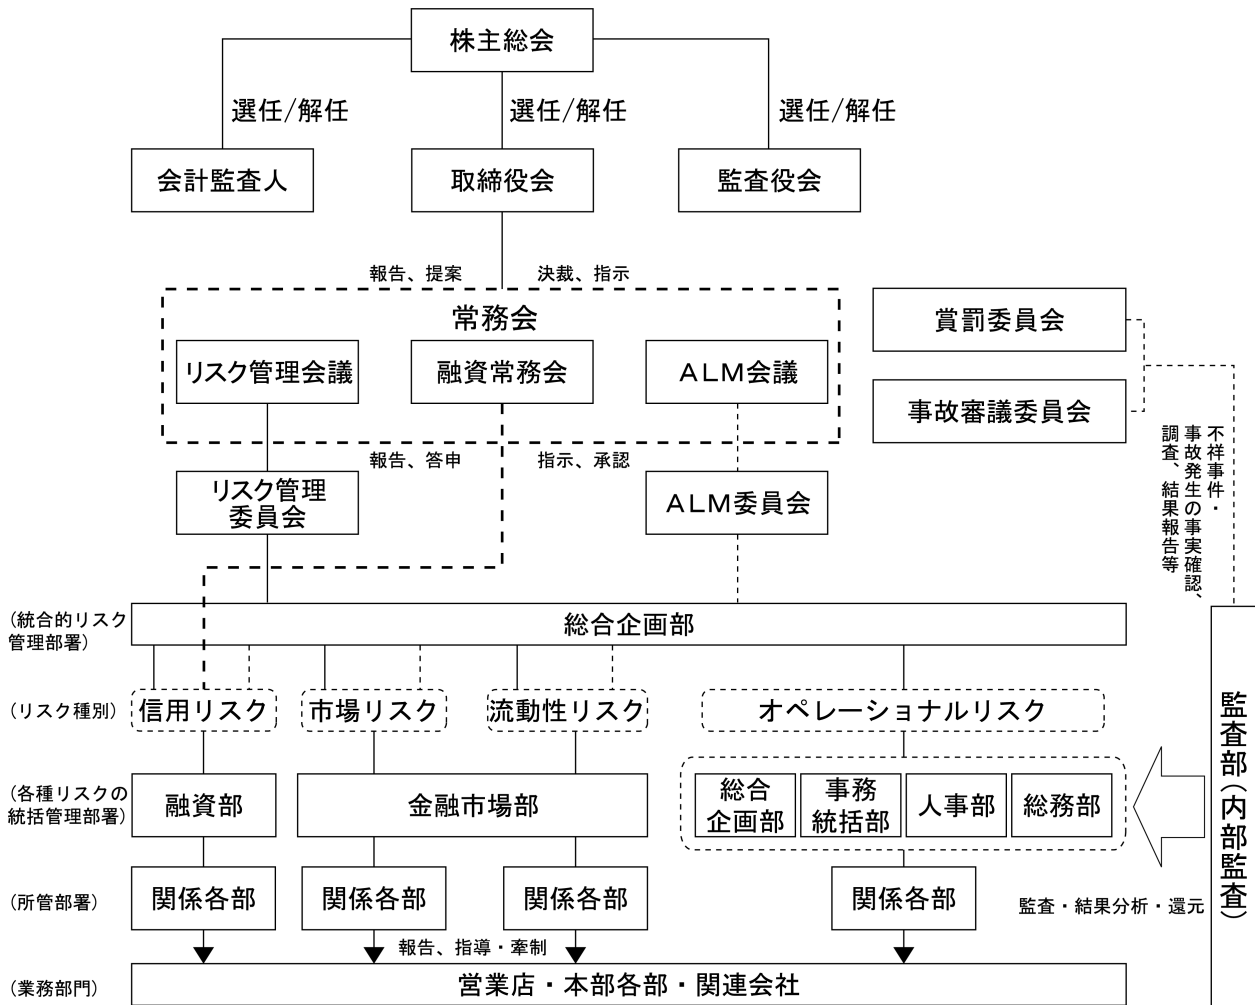 株主総会
選任/解任
選任/解任
選任/解任
会計監査人
取締役会
監査役会
報告、提案
決裁、指示
常務会
リスク管理会議
融資常務会
ＡＬＭ会議
賞罰委員会
事故審議委員会
報告、答申
指示、承認
リスク管理
委員会
ＡＬＭ委員会
不祥事件・
事故発生の事実確認、
調査、結果報告等
(統合的リスク
管理部署)
総合企画部
(リスク種別)
信用リスク
市場リスク
流動性リスク
オペレーショナルリスク
(各種リスクの
統括管理部署)
融資部
金融市場部
総合
企画部
事務
統括部
人事部
総務部
監査部(内部監査)
(所管部署)
関係各部
関係各部
関係各部
関係各部
監査・結果分析・還元
報告、指導・牽制
(業務部門)
営業店・本部各部・関連会社